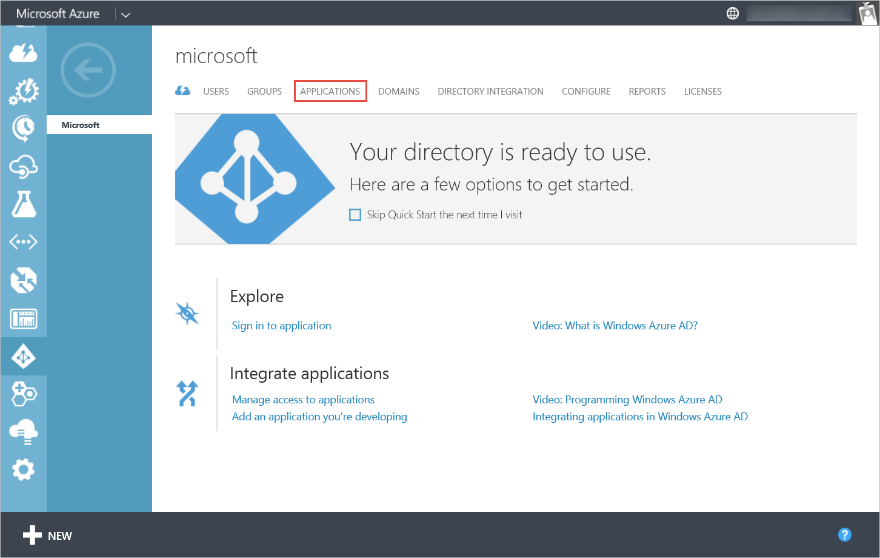 Microsoft Azure
microsoft
USERS GROUPS APPLICATIONS DOMAINS DIRECTORY INTEGRATION CONFIGURE REPORTS LICENSES
Microsoft
Your directory is ready to use.
Here are a few options to get started.
Skip Quick Start the next time I visit
Explore
Sign in to application Video: What is Windows Azure AD?
Integrate applications
Manage access to applications Video: Programming Windows Azure AD
Add an application you're developing Integrating applications in Windows Azure AD
NEW ?